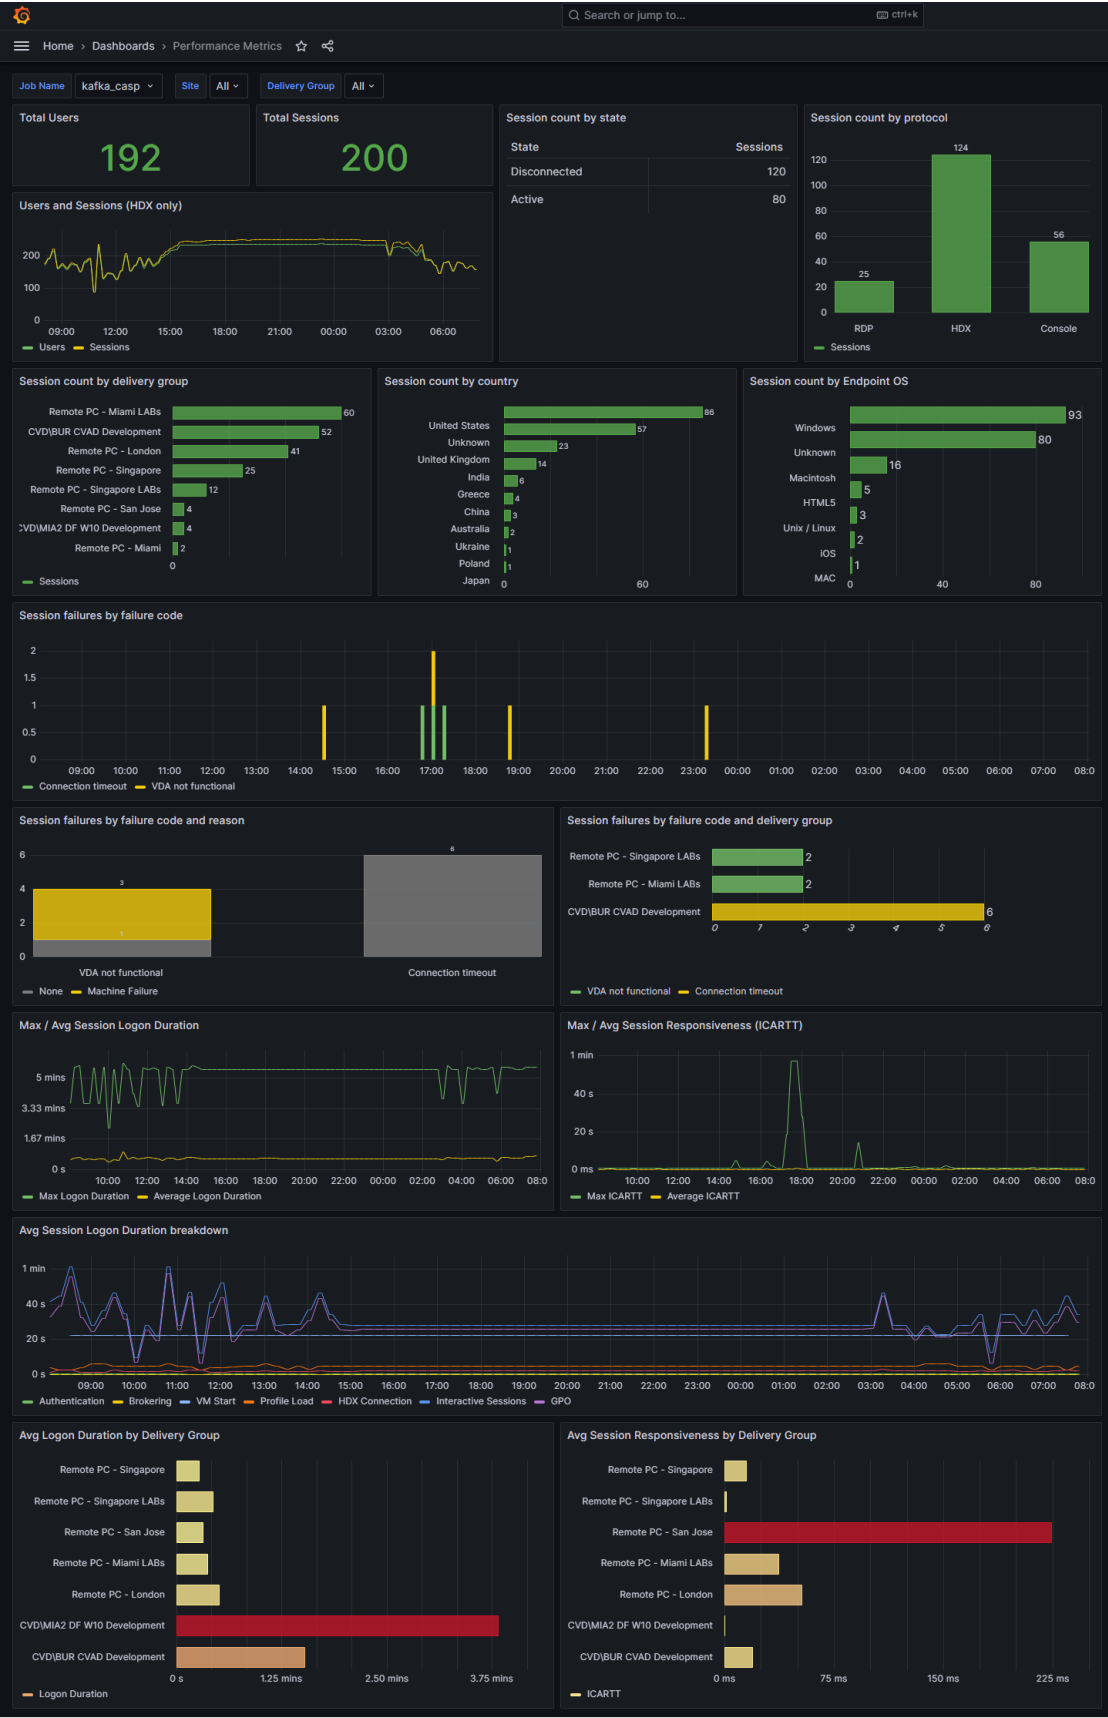 Search or jump to... ctrl+k
Home › Dashboards › Performance Metrics
Job Name kafka_casp Site All Delivery Group All
Total Users
192
Total Sessions
200
Session count by state
State Sessions
Disconnected 120
Active 80
Session count by protocol
120
100
80
60
40
20
0
25
124
56
RDP HDX Console
Sessions
Users and Sessions (HDX only)
200
100
0
09:00 12:00 15:00 18:00 21:00 00:00 03:00 06:00
Users Sessions
Session count by delivery group
Remote PC - Miami LABs 60
CVD\BUR CVAD Development 52
Remote PC - London 41
Remote PC - Singapore 25
Remote PC - Singapore LABs 12
Remote PC - San Jose 4
CVD\MIA2 DF W10 Development 4
Remote PC - Miami 2
0
Sessions
Session count by country
86
United States 57
Unknown 23
United Kingdom 14
India 6
Greece 4
China 3
Australia 2
Ukraine 1
Poland 1
Japan 0 60
Session count by Endpoint OS
93
Windows 80
Unknown 16
Macintosh 5
HTML5 3
Unix / Linux 2
iOS 1
MAC 0 40 80
Session failures by failure code
2
1.5
1
0.5
0
09:00 10:00 11:00 12:00 13:00 14:00 15:00 16:00 17:00 18:00 19:00 20:00 21:00 22:00 23:00 00:00 01:00 02:00 03:00 04:00 05:00 06:00 07:00 08:0
Connection timeout VDA not functional
Session failures by failure code and reason
6
4
2
0
3
1
6
VDA not functional Connection timeout
None Machine Failure
Session failures by failure code and delivery group
Remote PC - Singapore LABs 2
Remote PC - Miami LABs 2
CVD\BUR CVAD Development 6
0 1 2 3 4 5 6
VDA not functional Connection timeout
Max / Avg Session Logon Duration
5 mins
3.33 mins
1.67 mins
0 s
10:00 12:00 14:00 16:00 18:00 20:00 22:00 00:00 02:00 04:00 06:00 08:0
Max Logon Duration Average Logon Duration
Max / Avg Session Responsiveness (ICARTT)
1 min
40 s
20 s
0 ms
10:00 12:00 14:00 16:00 18:00 20:00 22:00 00:00 02:00 04:00 06:00 08:0
Max ICARTT Average ICARTT
Avg Session Logon Duration breakdown
1 min
40 s
20 s
0 s
09:00 10:00 11:00 12:00 13:00 14:00 15:00 16:00 17:00 18:00 19:00 20:00 21:00 22:00 23:00 00:00 01:00 02:00 03:00 04:00 05:00 06:00 07:00 08:0
Authentication Brokering VM Start Profile Load HDX Connection Interactive Sessions GPO
Avg Logon Duration by Delivery Group
Remote PC - Singapore
Remote PC - Singapore LABs
Remote PC - San Jose
Remote PC - Miami LABs
Remote PC - London
CVD\MIA2 DF W10 Development
CVD\BUR CVAD Development
0 s 1.25 mins 2.50 mins 3.75 mins
Logon Duration
Avg Session Responsiveness by Delivery Group
Remote PC - Singapore
Remote PC - Singapore LABs
Remote PC - San Jose
Remote PC - Miami LABs
Remote PC - London
CVD\MIA2 DF W10 Development
CVD\BUR CVAD Development
0 ms 75 ms 150 ms 225 ms
ICARTT